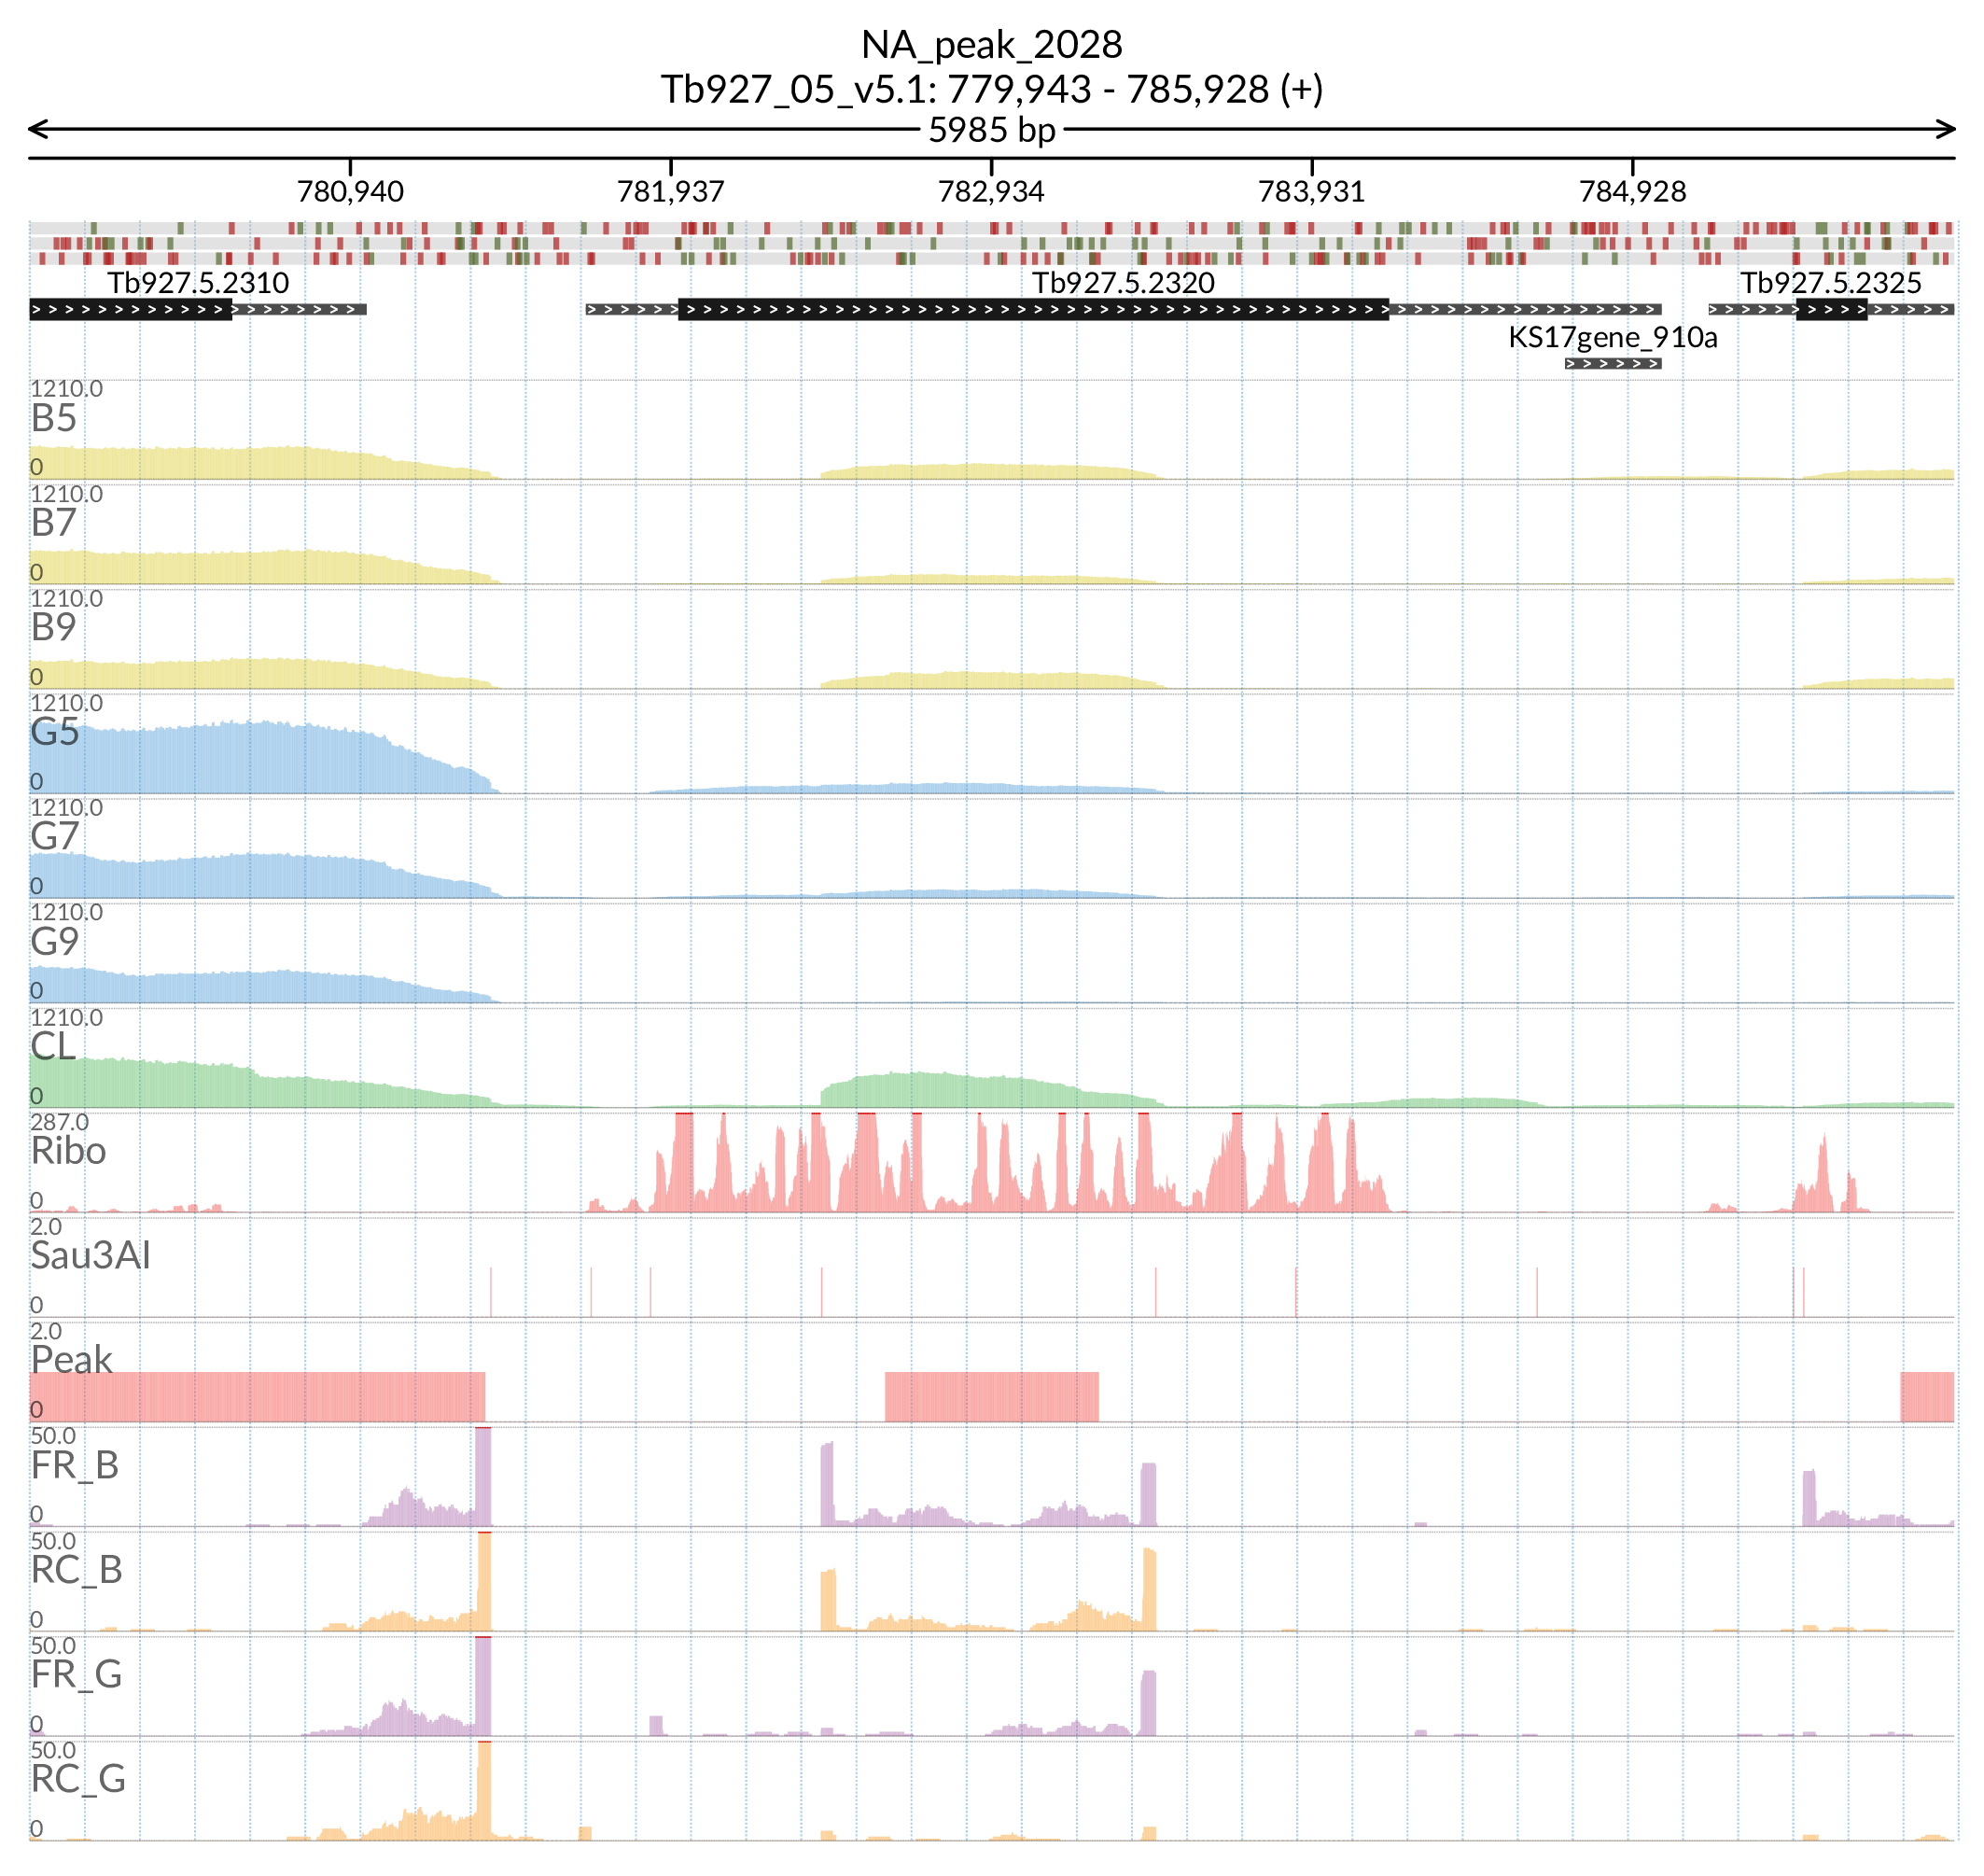 NA_peak_2028
Tb927_05_v5.1: 779,943 - 785,928 (+)
5985 bp
780,940 781,937 782,934 783,931 784,928
Tb927.5.2310 Tb927.5.2320 Tb927.5.2325
KS17gene_910a
1210.0
B5
0
1210.0
B7
0
1210.0
B9
0
1210.0
G5
0
1210.0
G7
0
1210.0
G9
0
1210.0
CL
0
287.0
Ribo
0
2.0
Sau3AI
0
2.0
Peak
0
50.0
FR_B
0
50.0
RC_B
0
50.0
FR_G
0
50.0
RC_G
0